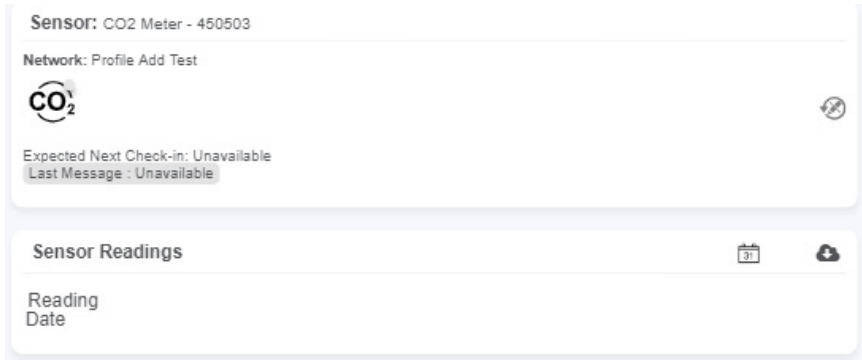 Sensor: CO2 Meter - 450503
Network: Profile Add Test
CO2
Expected Next Check-in: Unavailable
Last Message : Unavailable
Sensor Readings 31
Reading
Date